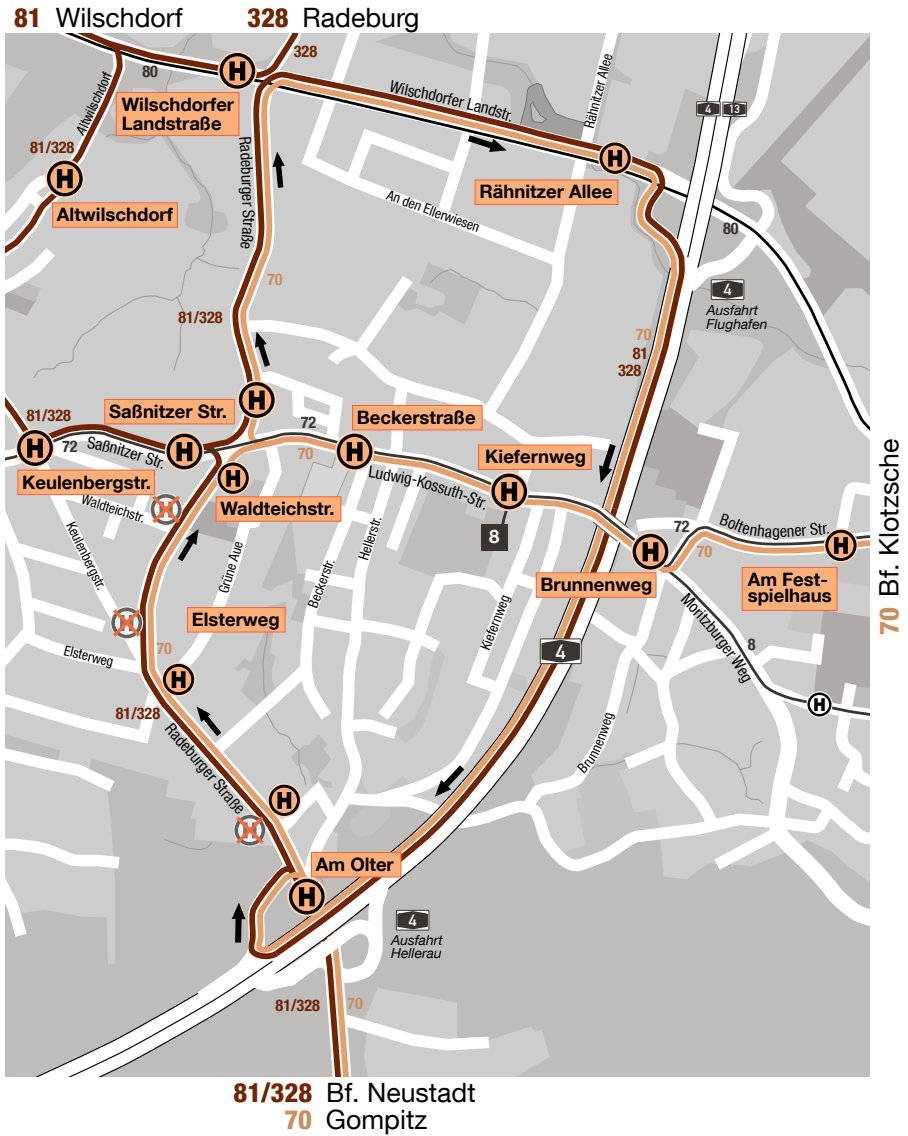 81 Wilschdorf
328 Radeburg
328
80
H
Wilschdorfer
Landstraße
Altwilschdorf
81/328
H
Altwilschdorf
Radeburger Straße
Wilschdorfer Landstr.
Rähnitzer Allee
4
13
H
Rähnitzer Allee
An den Ellerwiesen
80
70
4
Ausfahrt
Flughafen
81/328
70
81
328
H
Saßnitzer Str.
81/328
H
72
Saßnitzer Str.
H
Keulenbergstr.
72
70
Beckerstraße
H
Kiefernweg
H
Ludwig-Kossuth-Str.
8
H
Waldteichstr.
Waldteichstr.
H
Keulenbergstr.
Grüne Aue
Hellerstr.
Beckerstr.
72
70
Boltenhagener Str.
H
H
Brunnenweg
Am Fest-
spielhaus
70 Bf. Klotzsche
H
Elsterweg
70
Elsterweg
Kiefernweg
4
Moritzburger Weg
8
H
H
81/328
Radeburger Straße
Brunnenweg
H
H
Am Olter
H
4
Ausfahrt
Hellerau
81/328
70
81/328 Bf. Neustadt
70 Gompitz